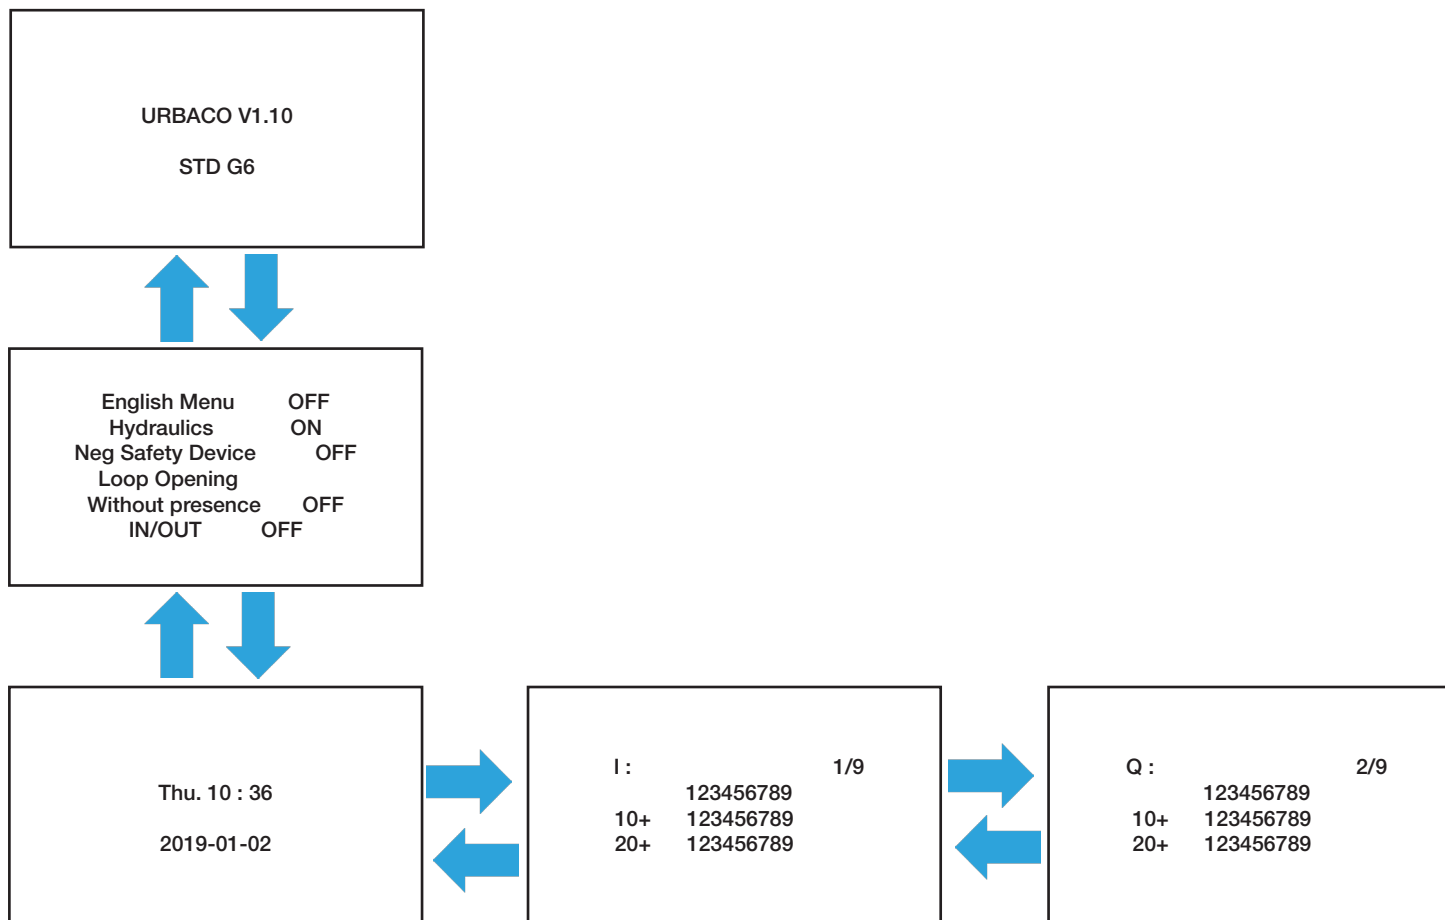 URBACO V1.10
STD G6
English Menu OFF
Hydraulics ON
Neg Safety Device OFF
Loop Opening
Without presence OFF
IN/OUT OFF
Thu. 10 : 36
2019-01-02
I : 1/9
123456789
10+ 123456789
20+ 123456789
Q : 2/9
123456789
10+ 123456789
20+ 123456789